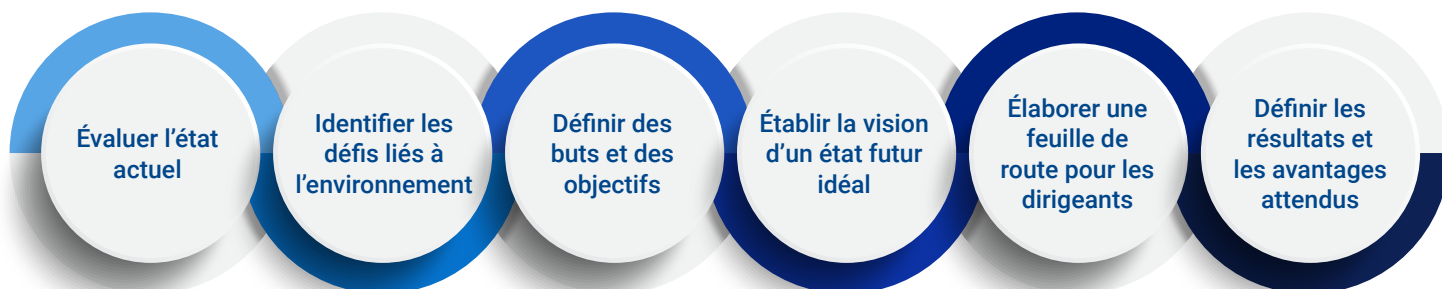 Évaluer l’état
actuel
Identifier les
défis liés à
l’environnement
Définir des
buts et des
objectifs
Établir la vision
d’un état futur
idéal
Élaborer une
feuille de
route pour les
dirigeants
Définir les
résultats et
les avantages
attendus